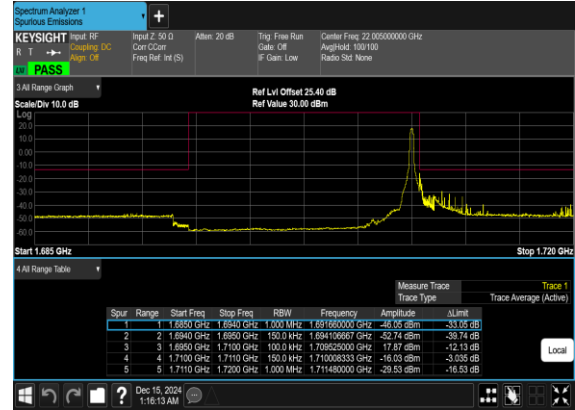 Spectrum Analyzer 1
Spurious Emissions
+
KEYSIGHT Input: RF Input Z: 50 Ω Atten: 20 dB Trig: Free Run Center Freq: 22.005000000 GHz
R T Coupling: DC Corr CCorr Gate: Off Avg|Hold: 100/100
Align: Off Freq Ref: Int (S) IF Gain: Low Radio Std: None
PASS
3 All Range Graph
Ref Lvl Offset 25.40 dB
Scale/Div 10.0 dB Ref Value 30.00 dBm
Log
20.0
10.0
0.00
-10.0
-20.0
-30.0
-40.0
-50.0
-60.0
Start 1.685 GHz Stop 1.720 GHz
4 All Range Table
Measure Trace Trace 1
Trace Type Trace Average (Active)
Spur Range Start Freq Stop Freq RBW Frequency Amplitude ΔLimit
1 1 1.6850 GHz 1.6940 GHz 1.000 MHz 1.691660000 GHz -46.05 dBm -33.05 dB
2 2 1.6940 GHz 1.6950 GHz 150.0 kHz 1.694106667 GHz -52.74 dBm -39.74 dB
3 3 1.6950 GHz 1.7100 GHz 100.0 kHz 1.709525000 GHz 17.87 dBm -12.13 dB
4 4 1.7100 GHz 1.7110 GHz 150.0 kHz 1.710008333 GHz -16.03 dBm -3.035 dB
5 5 1.7110 GHz 1.7200 GHz 1.000 MHz 1.711480000 GHz -29.53 dBm -16.53 dB
Local
?
Dec 15, 2024
1:16:13 AM